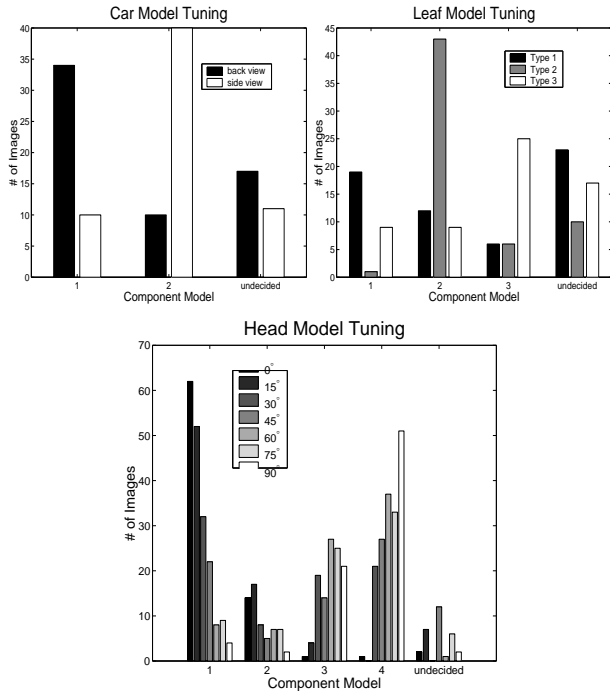 Car Model Tuning
40
35
30
25
20
15
10
5
0
# of Images
back view
side view
1 2 undecided
Component Model
Leaf Model Tuning
45
40
35
30
25
20
15
10
5
0
# of Images
Type 1
Type 2
Type 3
1 2 3 undecided
Component Model
Head Model Tuning
70
60
50
40
30
20
10
0
# of Images
0°
15°
30°
45°
60°
75°
90°
1 2 3 4 undecided
Component Model